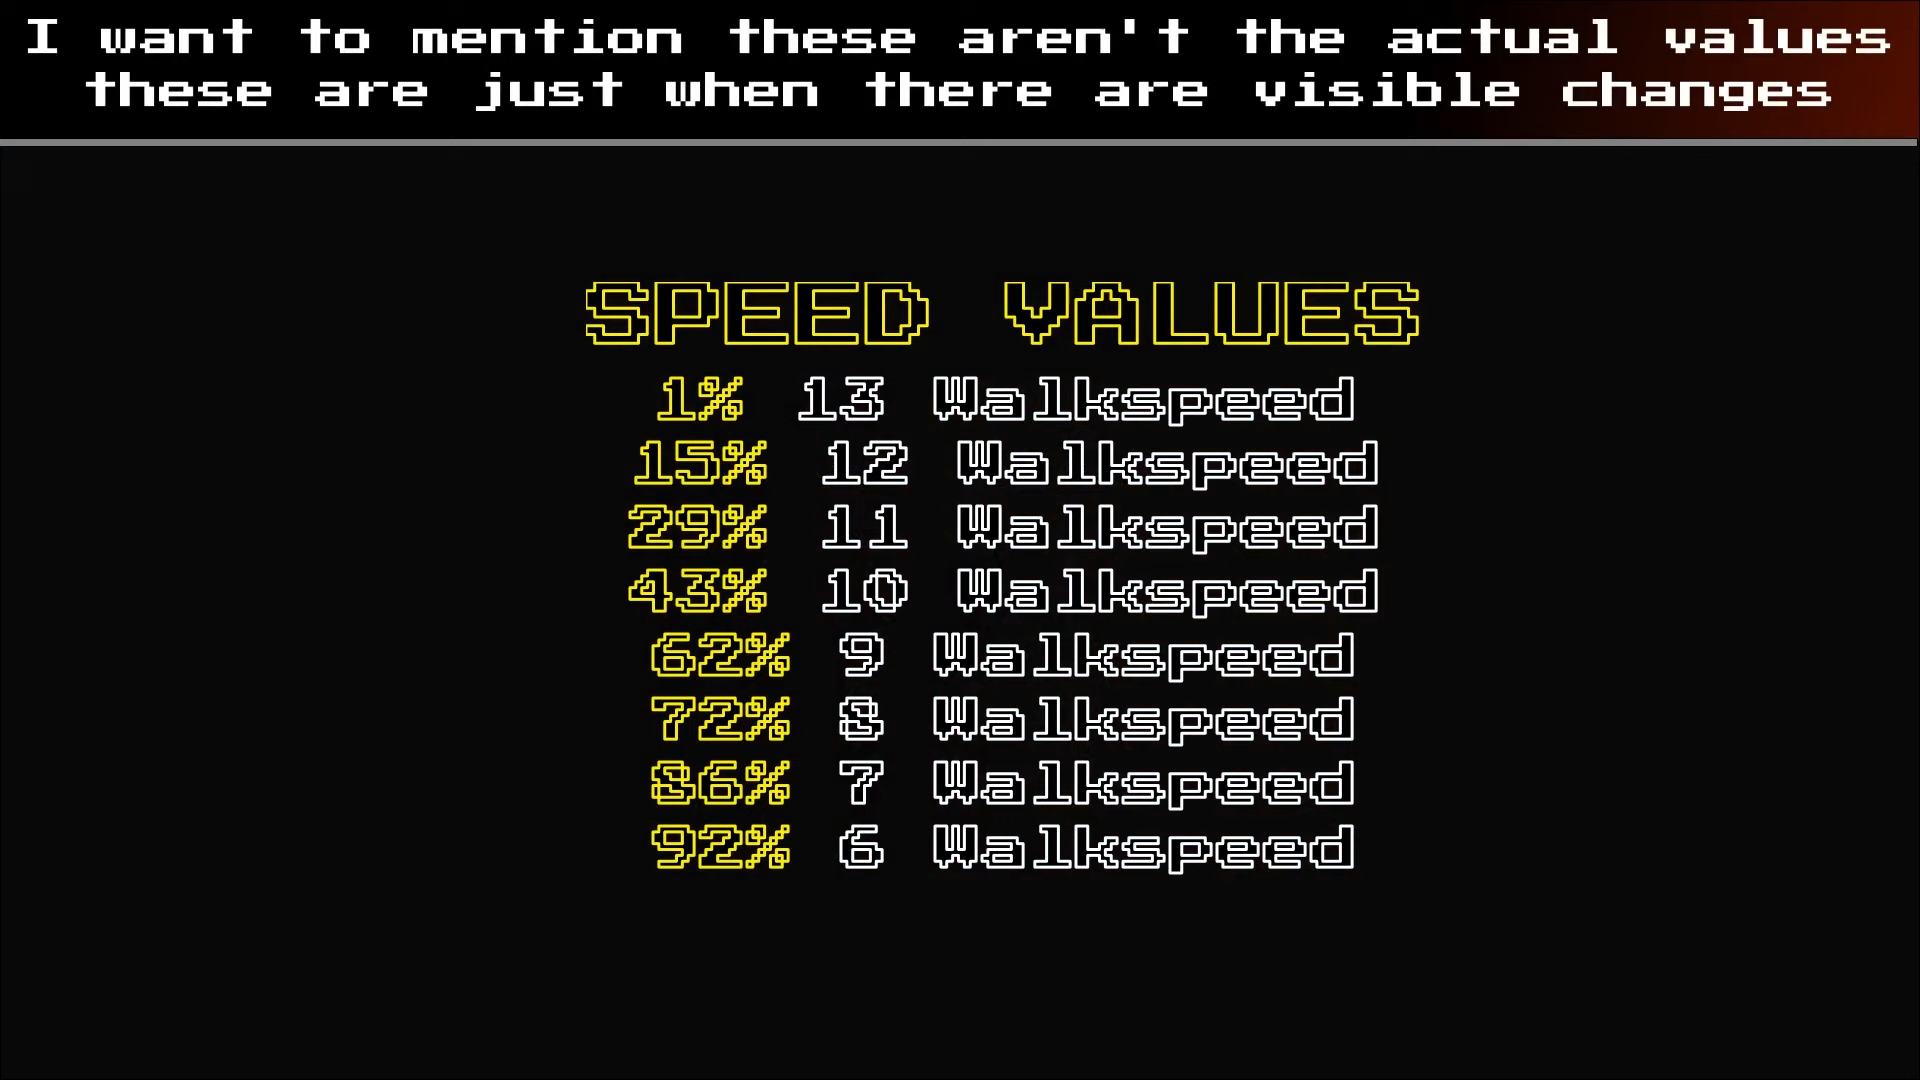 I want to mention these aren't the actual values
these are just when there are visible changes
SPEED VALUES
1% 13 Walkspeed
15% 12 Walkspeed
29% 11 Walkspeed
43% 10 Walkspeed
62% 9 Walkspeed
72% 8 Walkspeed
86% 7 Walkspeed
92% 6 Walkspeed